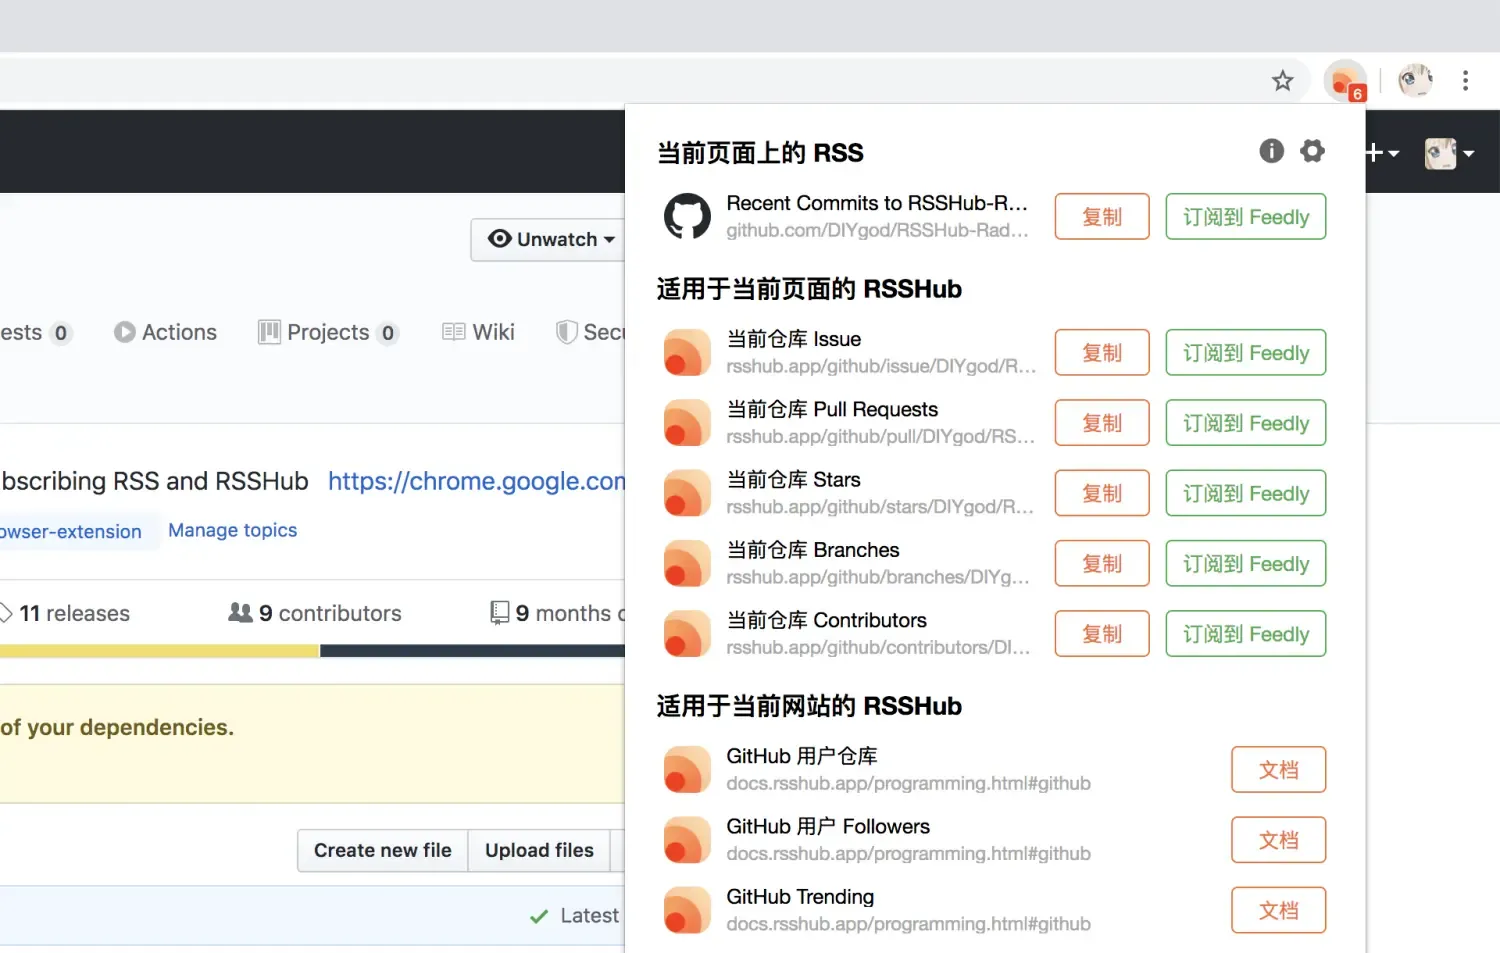 6
Unwatch
ests 0
Actions
Projects 0
Wiki
Secu
bscribing RSS and RSSHub https://chrome.google.com
owser-extension
Manage topics
11 releases
9 contributors
9 months
of your dependencies.
Create new file
Upload files
Latest
当前页面上的 RSS
Recent Commits to RSSHub-R...
github.com/DIYgod/RSSHub-Rad...
复制
订阅到 Feedly
适用于当前页面的 RSSHub
当前仓库 Issue
rsshub.app/github/issue/DIYgod/R...
复制
订阅到 Feedly
当前仓库 Pull Requests
rsshub.app/github/pull/DIYgod/RS...
复制
订阅到 Feedly
当前仓库 Stars
rsshub.app/github/stars/DIYgod/R...
复制
订阅到 Feedly
当前仓库 Branches
rsshub.app/github/branches/DIYg...
复制
订阅到 Feedly
当前仓库 Contributors
rsshub.app/github/contributors/DI...
复制
订阅到 Feedly
适用于当前网站的 RSSHub
GitHub 用户仓库
docs.rsshub.app/programming.html#github
文档
GitHub 用户 Followers
docs.rsshub.app/programming.html#github
文档
GitHub Trending
docs.rsshub.app/programming.html#github
文档